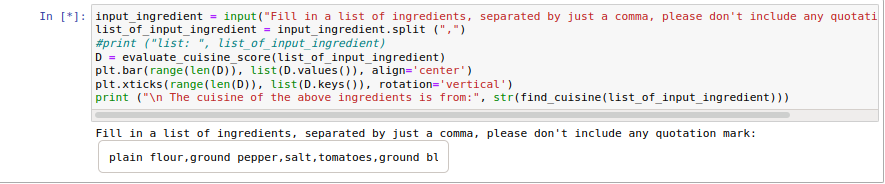 In [*]: input_ingredient = input("Fill in a list of ingredients, separated by just a comma, please don't include any quotati
list_of_input_ingredient = input_ingredient.split (",")
#print ("list: ", list_of_input_ingredient)
D = evaluate_cuisine_score(list_of_input_ingredient)
plt.bar(range(len(D)), list(D.values()), align='center')
plt.xticks(range(len(D)), list(D.keys()), rotation='vertical')
print ("\n The cuisine of the above ingredients is from:", str(find_cuisine(list_of_input_ingredient)))
Fill in a list of ingredients, separated by just a comma, please don't include any quotation mark:
plain flour,ground pepper,salt,tomatoes,ground bl